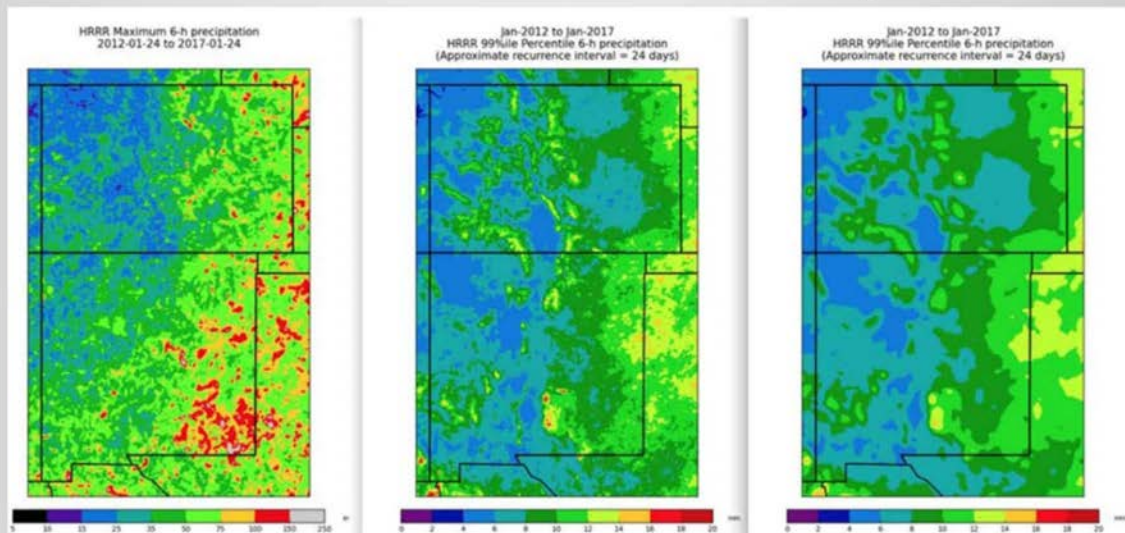 HRRR Maximum 6-h precipitation
2012-01-24 to 2017-01-24
Jan-2012 to Jan-2017
HRRR 99%ile Percentile 6-h precipitation
(Approximate recurrence interval = 24 days)
Jan-2012 to Jan-2017
HRRR 99%ile Percentile 6-h precipitation
(Approximate recurrence interval = 24 days)
5 10 15 25 35 50 75 100 150 250
0 2 4 6 8 10 12 14 16 18 20
0 2 4 6 8 10 12 14 16 18 20